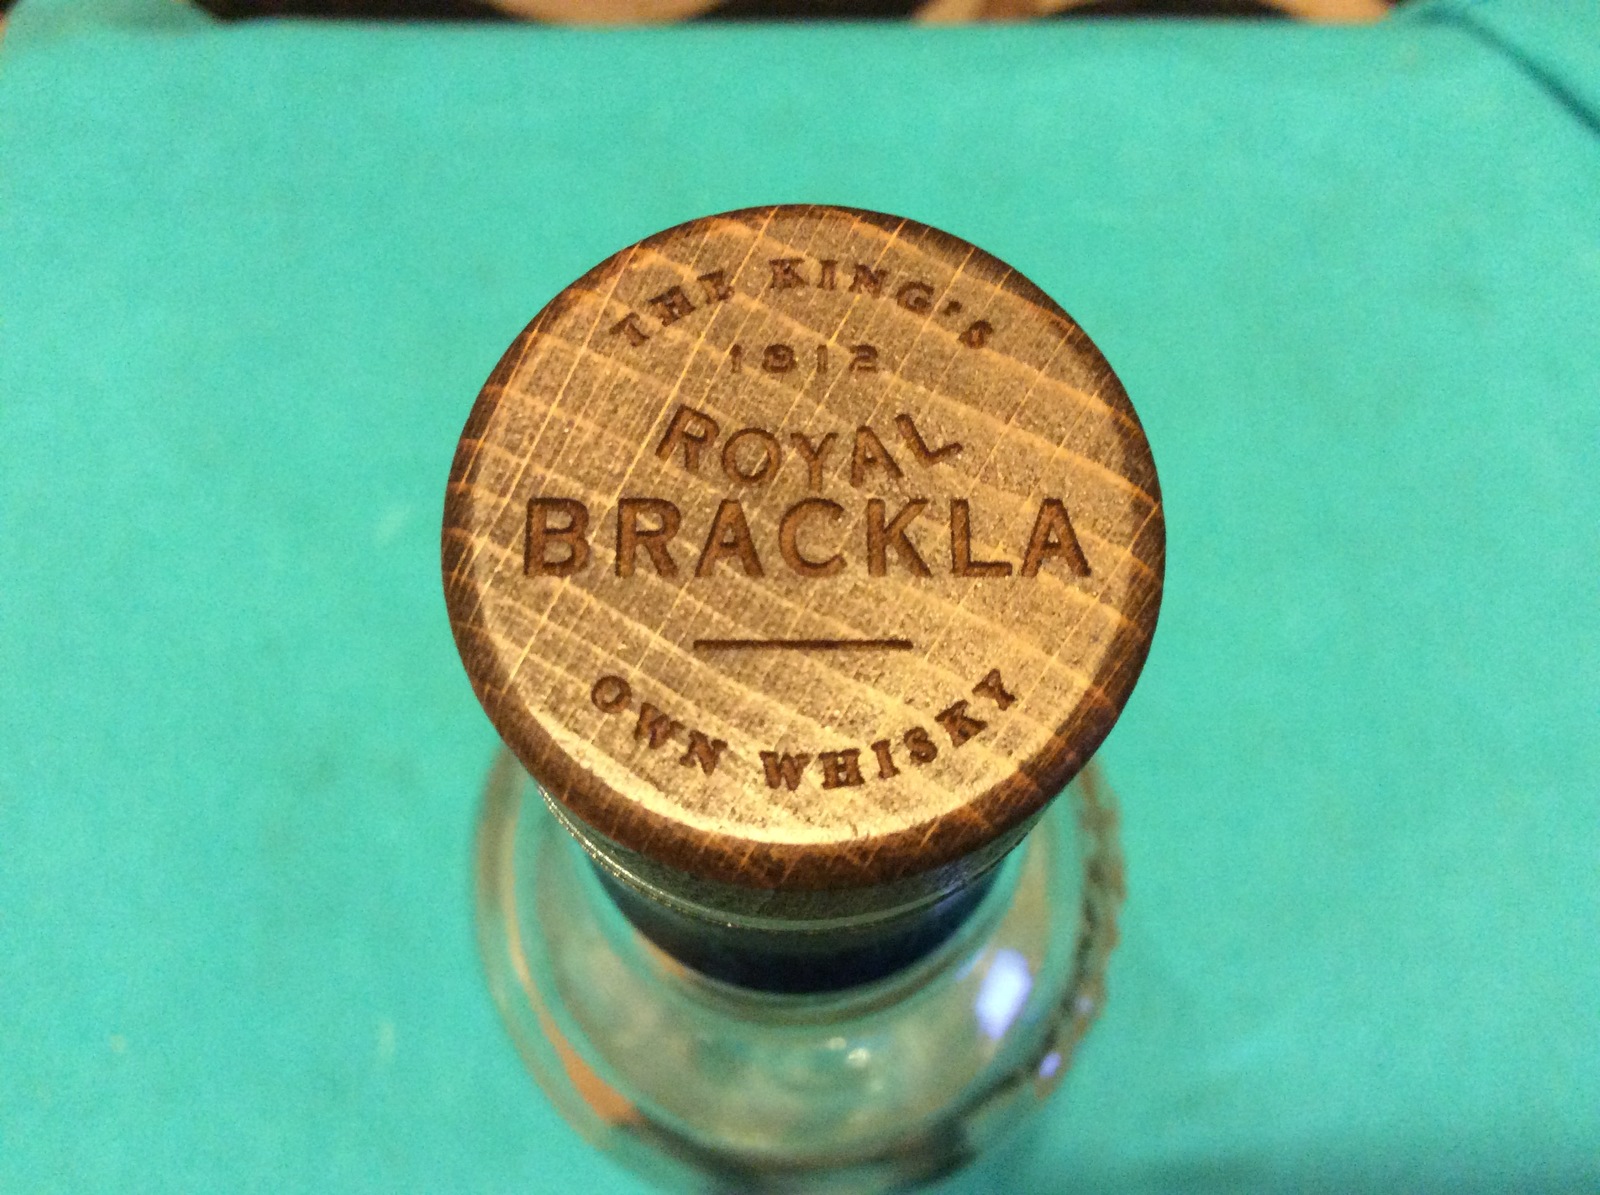 THE KING'S
1812
ROYAL
BRACKLA
OWN WHISKY